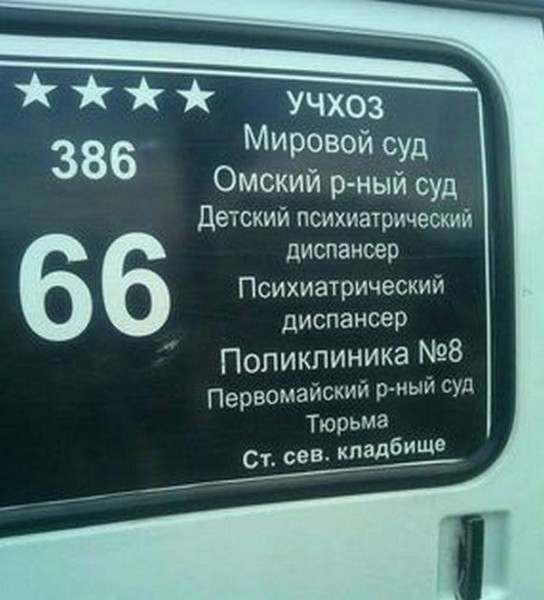 ★★★★
386
66
УЧХОЗ
Мировой суд
Омский р-ный суд
Детский психиатрический
диспансер
Психиатрический
диспансер
Поликлиника №8
Первомайский р-ный суд
Тюрьма
Ст. сев. кладбище